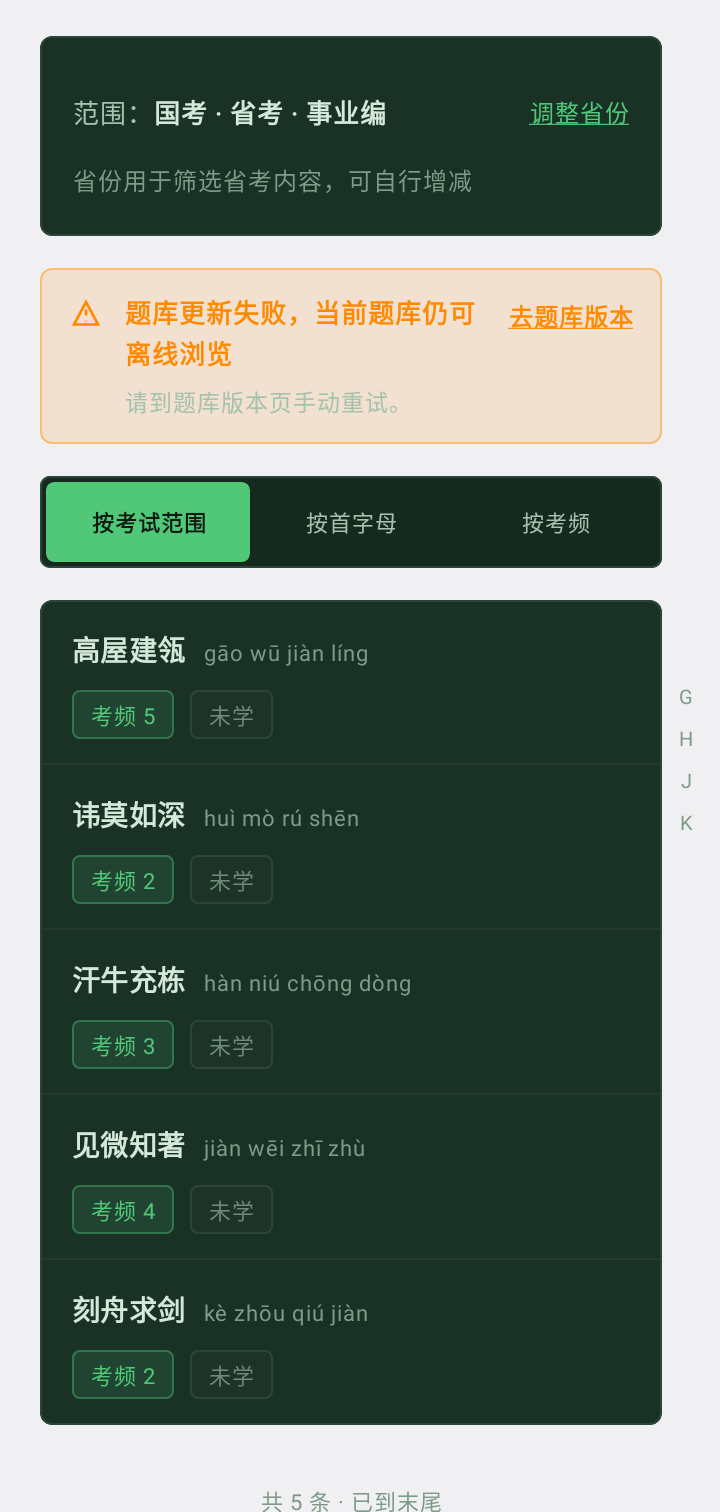 范围：国考 · 省考 · 事业编
调整省份
省份用于筛选省考内容，可自行增减
题库更新失败，当前题库仍可
离线浏览
去题库版本
请到题库版本页手动重试。
按考试范围
按首字母
按考频
高屋建瓴 gāo wū jiàn líng
考频 5
未学
讳莫如深 huì mò rú shēn
考频 2
未学
汗牛充栋 hàn niú chōng dòng
考频 3
未学
见微知著 jiàn wēi zhī zhù
考频 4
未学
刻舟求剑 kè zhōu qiú jiàn
考频 2
未学
G
H
J
K
共 5 条 · 已到末尾